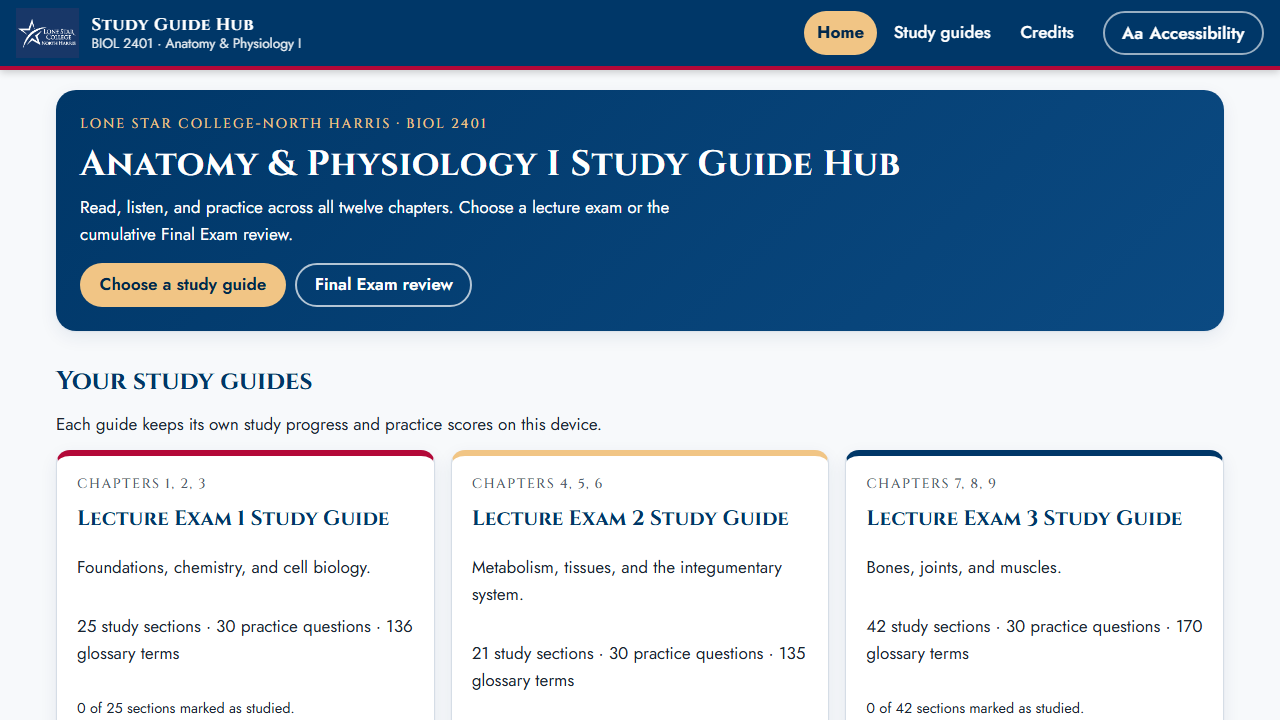 LONE STAR
COLLEGE
NORTH HARRIS
Study Guide Hub
BIOL 2401 · Anatomy & Physiology I
Home
Study guides
Credits
Aa Accessibility
LONE STAR COLLEGE-NORTH HARRIS · BIOL 2401
Anatomy & Physiology I Study Guide Hub
Read, listen, and practice across all twelve chapters. Choose a lecture exam or the
cumulative Final Exam review.
Choose a study guide
Final Exam review
Your study guides
Each guide keeps its own study progress and practice scores on this device.
CHAPTERS 1, 2, 3
Lecture Exam 1 Study Guide
Foundations, chemistry, and cell biology.
25 study sections · 30 practice questions · 136
glossary terms
0 of 25 sections marked as studied.
CHAPTERS 4, 5, 6
Lecture Exam 2 Study Guide
Metabolism, tissues, and the integumentary
system.
21 study sections · 30 practice questions · 135
glossary terms
CHAPTERS 7, 8, 9
Lecture Exam 3 Study Guide
Bones, joints, and muscles.
42 study sections · 30 practice questions · 170
glossary terms
0 of 42 sections marked as studied.